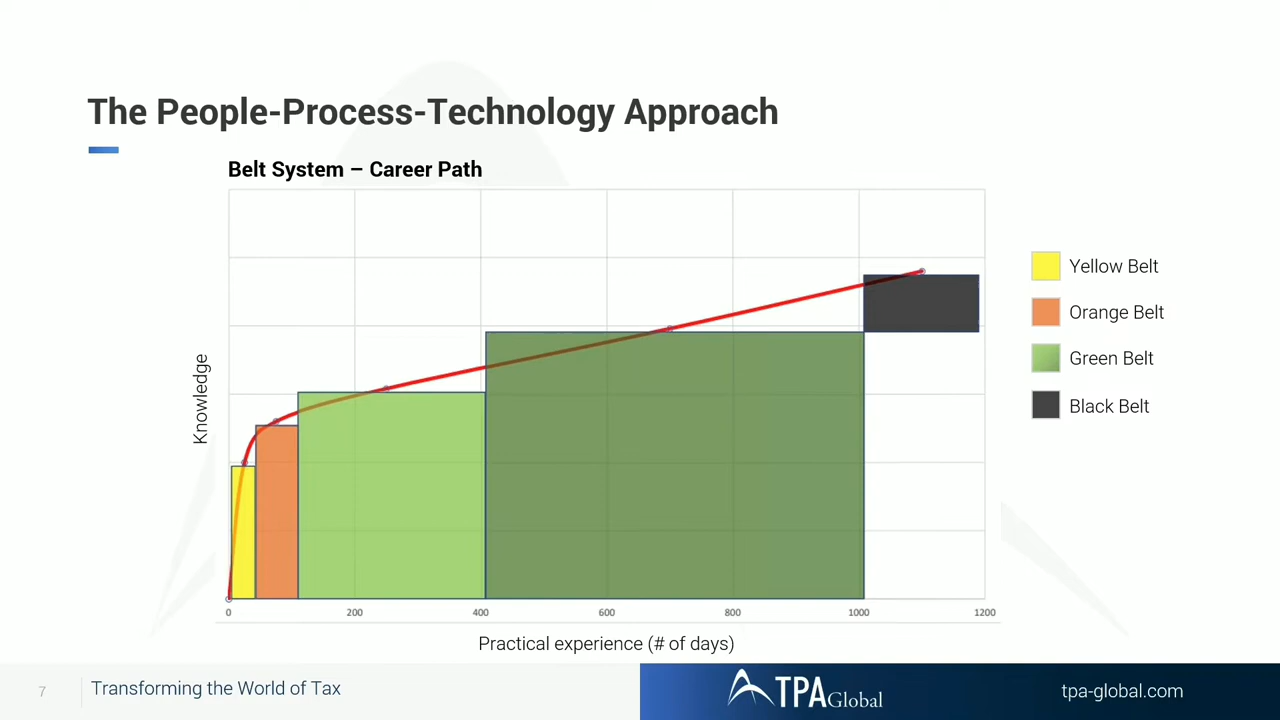 The People-Process-Technology Approach
Belt System – Career Path
Knowledge
Yellow Belt
Orange Belt
Green Belt
Black Belt
0 200 400 600 800 1000 1200
Practical experience (# of days)
7 Transforming the World of Tax
TPA Global
tpa-global.com